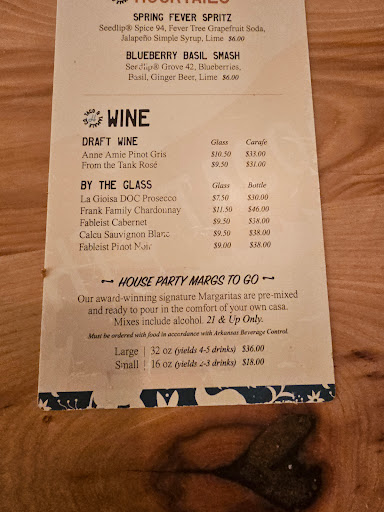 MOCKTAILS
SPRING FEVER SPRITZ
Seedlip® Spice 94, Fever Tree Grapefruit Soda,
Jalapeño Simple Syrup, Lime $6.00
BLUEBERRY BASIL SMASH
Seedlip® Grove 42, Blueberries,
Basil, Ginger Beer, Lime $6.00
WINE
DRAFT WINE Glass Carafe
Anne Amie Pinot Gris $10.50 $33.00
From the Tank Rosé $9.50 $31.00
BY THE GLASS Glass Bottle
La Gioisa DOC Prosecco $7.50 $30.00
Frank Family Chardonnay $11.50 $46.00
Fableist Cabernet $9.50 $38.00
Calcu Sauvignon Blanc $9.50 $38.00
Fableist Pinot Noir $9.00 $38.00
HOUSE PARTY MARGS TO GO
Our award-winning signature Margaritas are pre-mixed
and ready to pour in the comfort of your own casa.
Mixes include alcohol. 21 & Up Only.
Must be ordered with food in accordance with Arkansas Beverage Control.
Large | 32 oz (yields 4-5 drinks) $36.00
Small | 16 oz (yields 2-3 drinks) $18.00